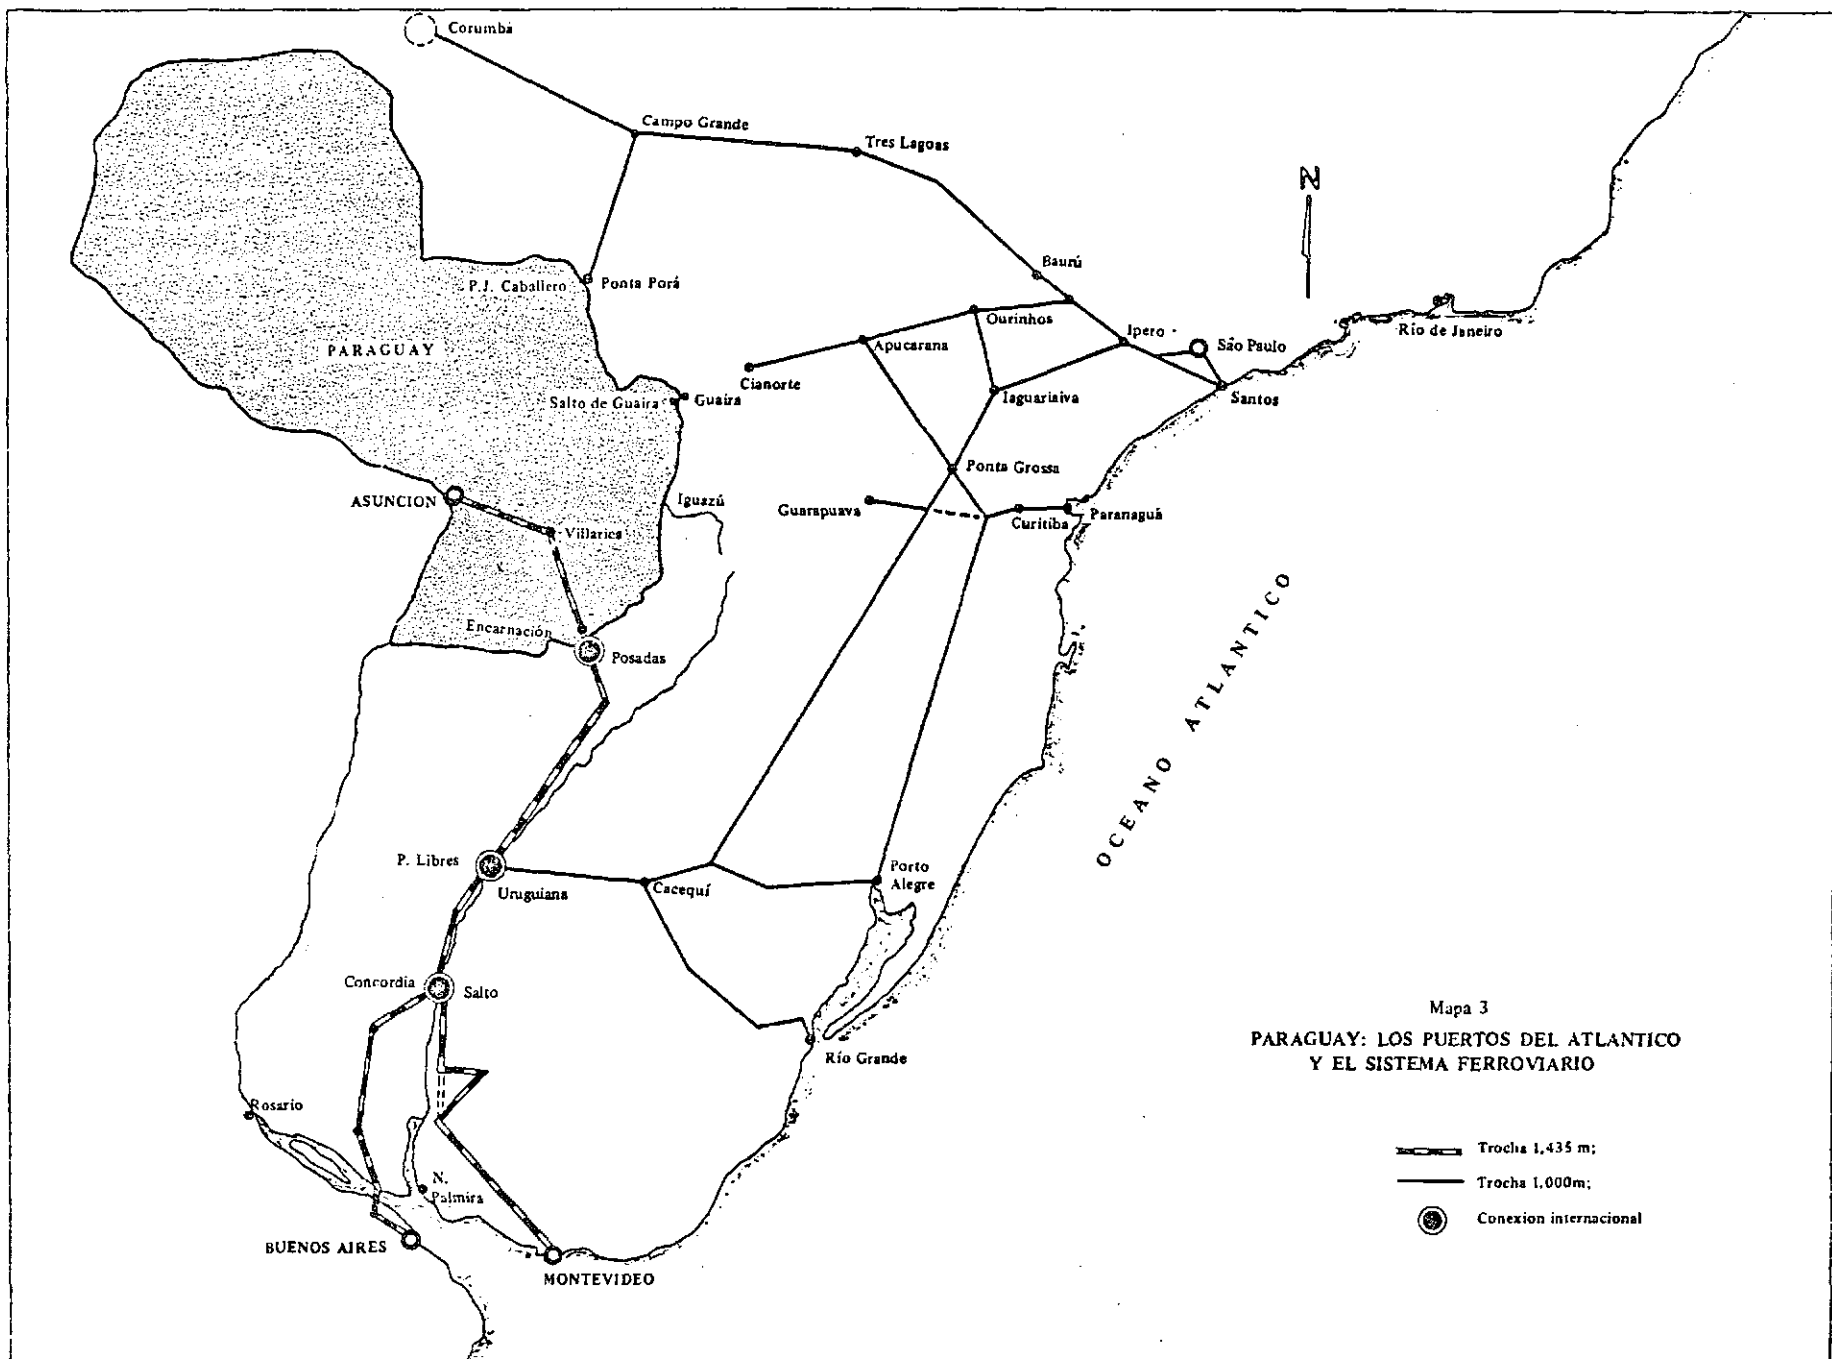 Corumbá
Campo Grande
Tres Lagoas
N
Baurú
P.J. Caballero
Ponta Porá
Ourinhos
Ipero
Río de Janeiro
PARAGUAY
Apucarana
São Paulo
Cianorte
Salto de Guaira
Guaira
Iaguariaiva
Santos
Ponta Grossa
ASUNCION
Iguazú
Guarapuava
Curitiba
Paranaguá
Villarica
Encarnación
Posadas
OCEANO ATLANTICO
P. Libres
Uruguiana
Cacequí
Porto
Alegre
Concordia
Salto
Río Grande
Mapa 3
PARAGUAY: LOS PUERTOS DEL ATLANTICO
Y EL SISTEMA FERROVIARIO
Rosario
Trocha 1,435 m;
N.
Palmira
Trocha 1,000m;
Conexion internacional
BUENOS AIRES
MONTEVIDEO